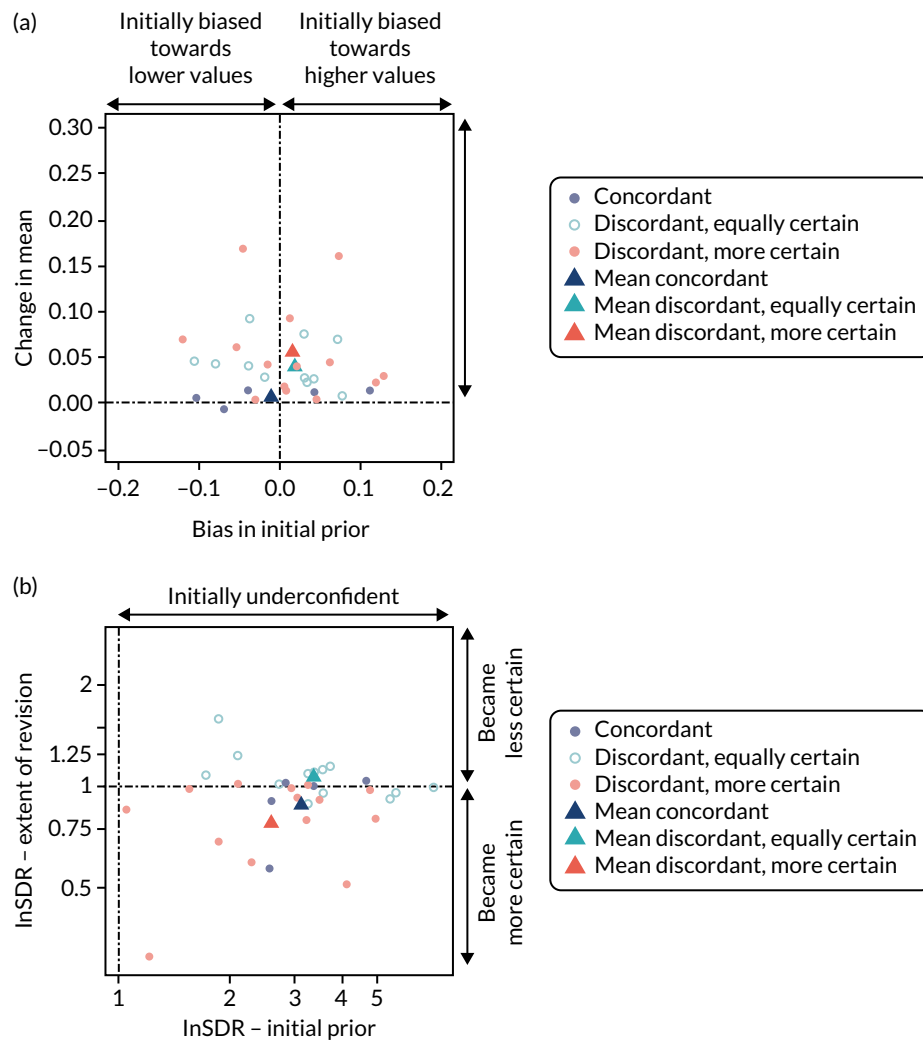 (a)
Initially biased
towards
lower values
Initially biased
towards
higher values
0.30
0.25
0.20
0.15
0.10
0.05
0.00
–0.05
Change in mean
–0.2
–0.1
0.0
0.1
0.2
Bias in initial prior
Concordant
Discordant, equally certain
Discordant, more certain
Mean concordant
Mean discordant, equally certain
Mean discordant, more certain
(b)
Initially underconfident
2
1.25
1
0.75
0.5
InSDR – extent of revision
1
2
3
4
5
InSDR – initial prior
Became
less certain
Became
more certain
Concordant
Discordant, equally certain
Discordant, more certain
Mean concordant
Mean discordant, equally certain
Mean discordant, more certain